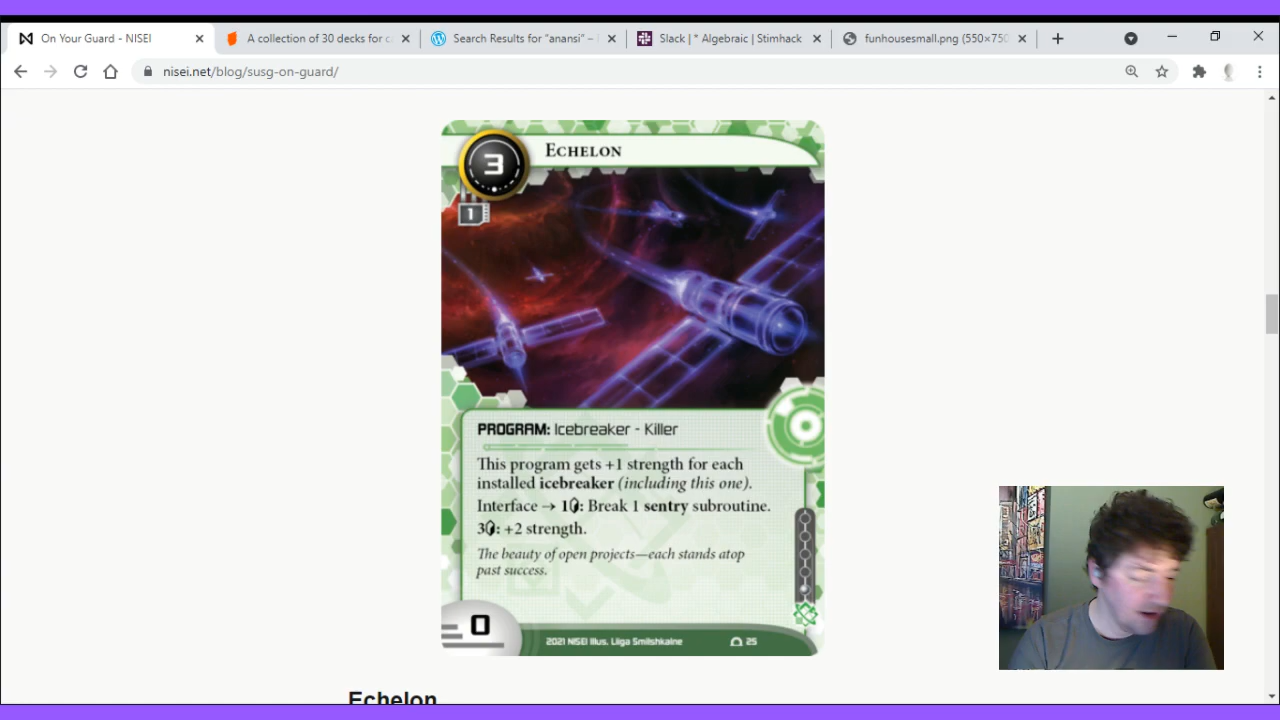 On Your Guard - NISEI
A collection of 30 decks for c
Search Results for "anansi" –
Slack | * Algebraic | Stimhack
funhousesmall.png (550×750
nisei.net/blog/susg-on-guard/
3
Echelon
1
PROGRAM: Icebreaker - Killer
This program gets +1 strength for each
installed icebreaker (including this one).
Interface → 1: Break 1 sentry subroutine.
3: +2 strength.
The beauty of open projects—each stands atop
past success.
0
2021 NISEI Illus. Liiga Smilshkalne
25
Echelon